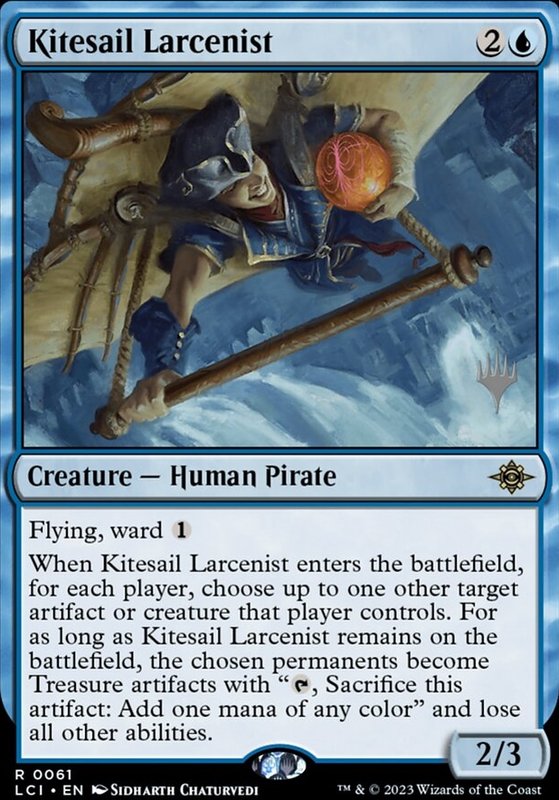 Kitesail Larcenist 2
Creature — Human Pirate
Flying, ward 1
When Kitesail Larcenist enters the battlefield,
for each player, choose up to one other target
artifact or creature that player controls. For
as long as Kitesail Larcenist remains on the
battlefield, the chosen permanents become
Treasure artifacts with “, Sacrifice this
artifact: Add one mana of any color” and lose
all other abilities.
2/3
R 0061
LCI • EN Sidharth Chaturvedi ™ & © 2023 Wizards of the Coast